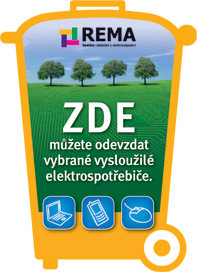 REMA
ZDE
můžete odevzdat
vybrané vysloužilé
elektrospotřebiče.